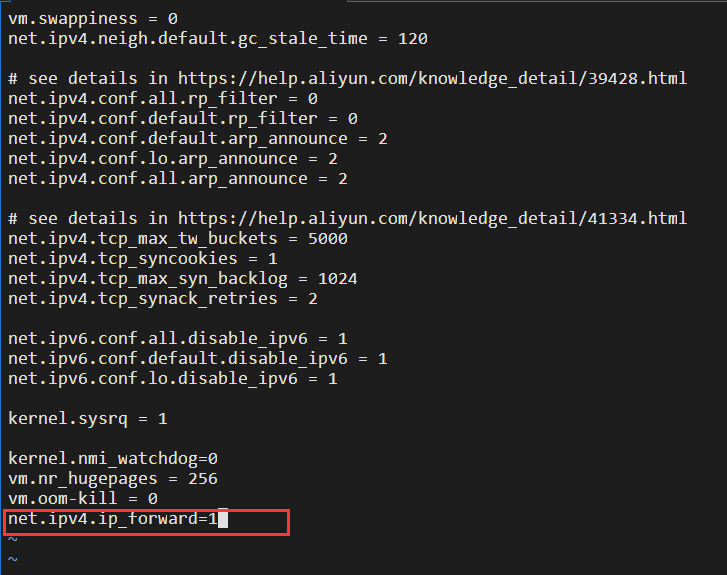 vm.swappiness = 0
net.ipv4.neigh.default.gc_stale_time = 120
# see details in https://help.aliyun.com/knowledge_detail/39428.html
net.ipv4.conf.all.rp_filter = 0
net.ipv4.conf.default.rp_filter = 0
net.ipv4.conf.default.arp_announce = 2
net.ipv4.conf.lo.arp_announce = 2
net.ipv4.conf.all.arp_announce = 2
# see details in https://help.aliyun.com/knowledge_detail/41334.html
net.ipv4.tcp_max_tw_buckets = 5000
net.ipv4.tcp_syncookies = 1
net.ipv4.tcp_max_syn_backlog = 1024
net.ipv4.tcp_synack_retries = 2
net.ipv6.conf.all.disable_ipv6 = 1
net.ipv6.conf.default.disable_ipv6 = 1
net.ipv6.conf.lo.disable_ipv6 = 1
kernel.sysrq = 1
kernel.nmi_watchdog=0
vm.nr_hugepages = 256
vm.oom-kill = 0
net.ipv4.ip_forward=1
~
~